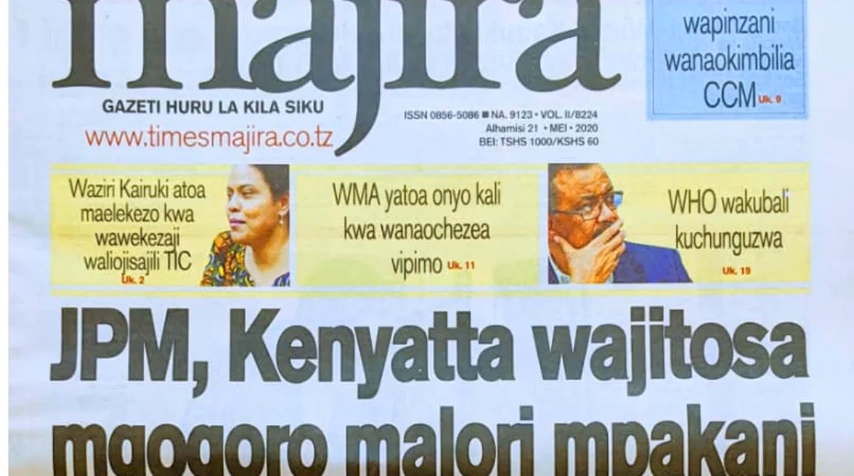 majira
wapinzani
wanaokimbilia
CCM Uk. 9
GAZETI HURU LA KILA SIKU
www.timesmajira.co.tz
ISSN 0856-5086 ■ NA. 9123 • VOL. II/8224
Alhamisi 21 • MEI • 2020
BEI: TSHS 1000/KSHS 60
Waziri Kairuki atoa
maelekezo kwa
wawekezaji
waliojisajili TIC
Uk. 2
WMA yatoa onyo kali
kwa wanaochezea
vipimo Uk. 11
WHO wakubali
kuchunguzwa
Uk. 19
JPM, Kenyatta wajitosa
mgogoro malori mpakani